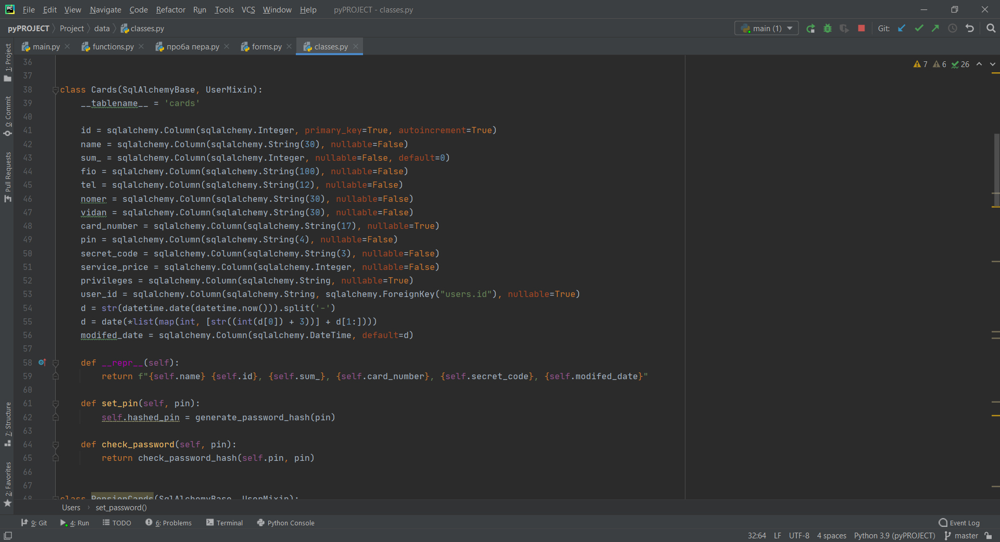 File Edit View Navigate Code Refactor Run Tools VCS Window Help pyPROJECT - classes.py
pyPROJECT Project data classes.py main (1) Git:
main.py functions.py проба пера.py forms.py classes.py
1: Project
0: Commit
Pull Requests
7: Structure
2: Favorites
7 6 26
36
37
38 class Cards(SqlAlchemyBase, UserMixin):
39 __tablename__ = 'cards'
40
41 id = sqlalchemy.Column(sqlalchemy.Integer, primary_key=True, autoincrement=True)
42 name = sqlalchemy.Column(sqlalchemy.String(30), nullable=False)
43 sum_ = sqlalchemy.Column(sqlalchemy.Integer, nullable=False, default=0)
44 fio = sqlalchemy.Column(sqlalchemy.String(100), nullable=False)
45 tel = sqlalchemy.Column(sqlalchemy.String(12), nullable=False)
46 nomer = sqlalchemy.Column(sqlalchemy.String(30), nullable=False)
47 vidan = sqlalchemy.Column(sqlalchemy.String(30), nullable=False)
48 card_number = sqlalchemy.Column(sqlalchemy.String(17), nullable=True)
49 pin = sqlalchemy.Column(sqlalchemy.String(4), nullable=False)
50 secret_code = sqlalchemy.Column(sqlalchemy.String(3), nullable=False)
51 service_price = sqlalchemy.Column(sqlalchemy.Integer, nullable=False)
52 privileges = sqlalchemy.Column(sqlalchemy.String, nullable=True)
53 user_id = sqlalchemy.Column(sqlalchemy.String, sqlalchemy.ForeignKey("users.id"), nullable=True)
54 d = str(datetime.date(datetime.now())).split('-')
55 d = date(*list(map(int, [str((int(d[0]) + 3))] + d[1:])))
56 modifed_date = sqlalchemy.Column(sqlalchemy.DateTime, default=d)
57
58 def __repr__(self):
59 return f"{self.name} {self.id}, {self.sum_}, {self.card_number}, {self.secret_code}, {self.modifed_date}"
60
61 def set_pin(self, pin):
62 self.hashed_pin = generate_password_hash(pin)
63
64 def check_password(self, pin):
65 return check_password_hash(self.pin, pin)
66
67
68 class PensionCards(SqlAlchemyBase, UserMixin):
Users set_password()
9: Git 4: Run TODO 6: Problems Terminal Python Console Event Log
32:64 LF UTF-8 4 spaces Python 3.9 (pyPROJECT) master